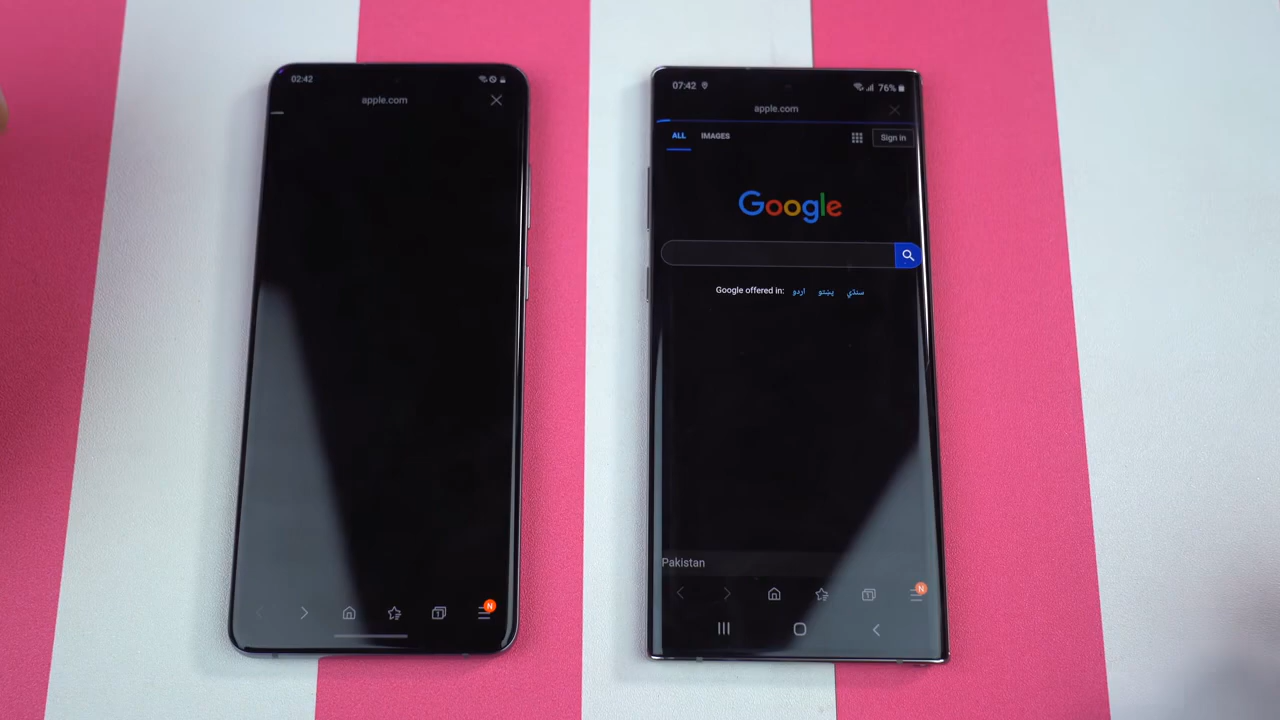 02:42
apple.com
N
07:42 76%
apple.com
ALL IMAGES Sign in
Google
Google offered in: اردو پښتو سنڌي
Pakistan
1
N